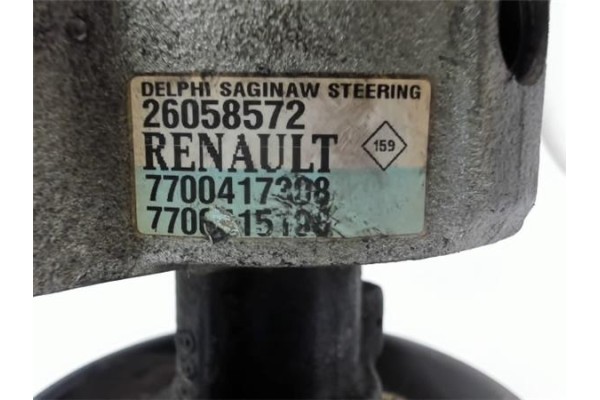 DELPHI SAGINAW STEERING
26058572
RENAULT
159
7700417308